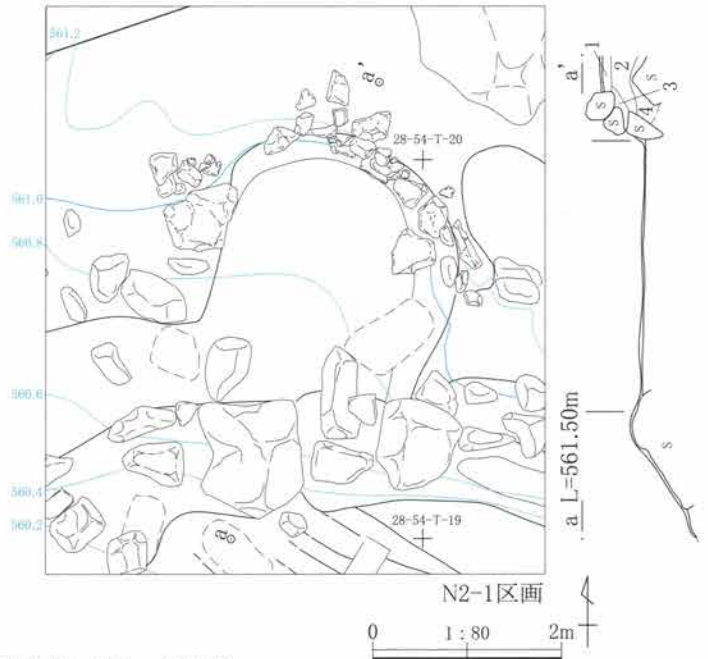 561.2
a'
28-54-T-20
561.0
560.8
560.6
560.4
560.2
28-54-T-19
a
a'
1
2
s
3
s
s
4
s
s
a L=561.50m
N2-1区画
0 1:80 2m